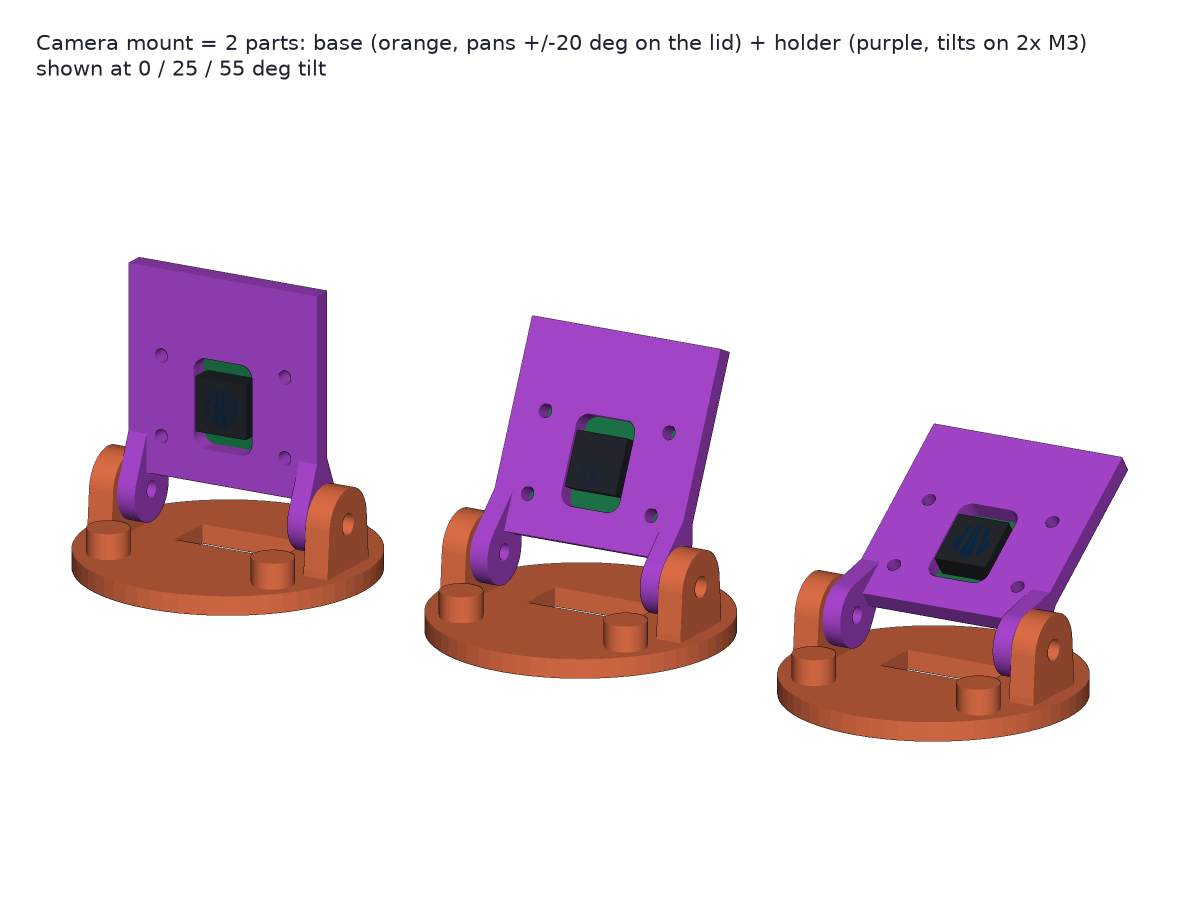 Camera mount = 2 parts: base (orange, pans +/-20 deg on the lid) + holder (purple, tilts on 2x M3)
shown at 0 / 25 / 55 deg tilt